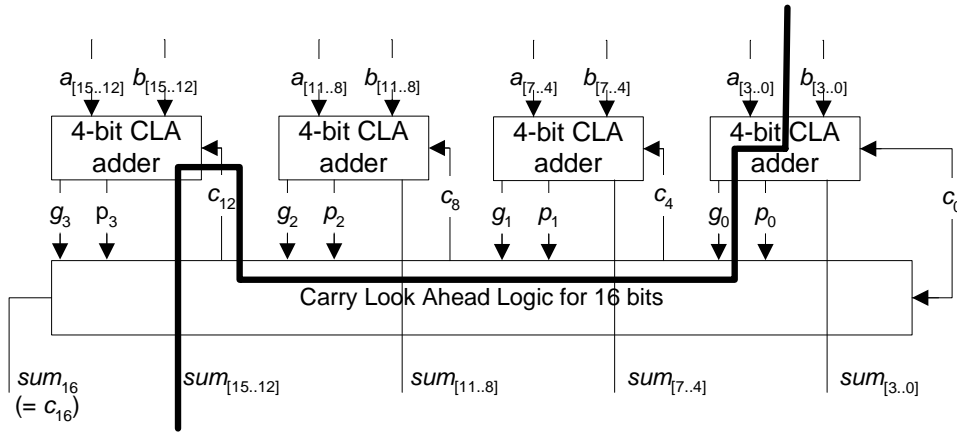 a[15..12] b[15..12] a[11..8] b[11..8] a[7..4] b[7..4] a[3..0] b[3..0]
4-bit CLA adder
4-bit CLA adder
4-bit CLA adder
4-bit CLA adder
g3 p3 c12 g2 p2 c8 g1 p1 c4 g0 p0 c0
Carry Look Ahead Logic for 16 bits
sum16 sum[15..12] sum[11..8] sum[7..4] sum[3..0]
(= c16)